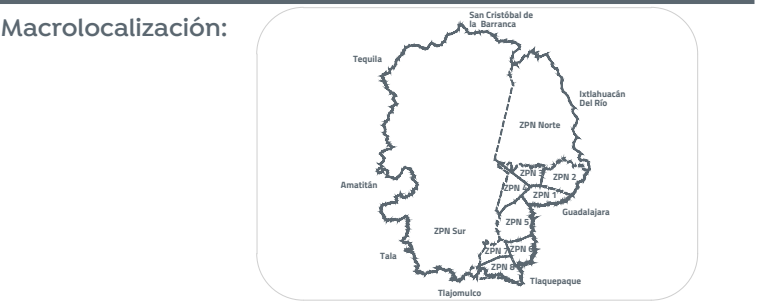 Macrolocalización:
San Cristóbal de
la Barranca
Tequila
Ixtlahuacán
Del Río
ZPN Norte
ZPN 3
ZPN 2
ZPN 4
ZPN 1
Amatitán
Guadalajara
ZPN 5
ZPN Sur
ZPN 7
ZPN 6
Tala
ZPN 8
Tlaquepaque
Tlajomulco